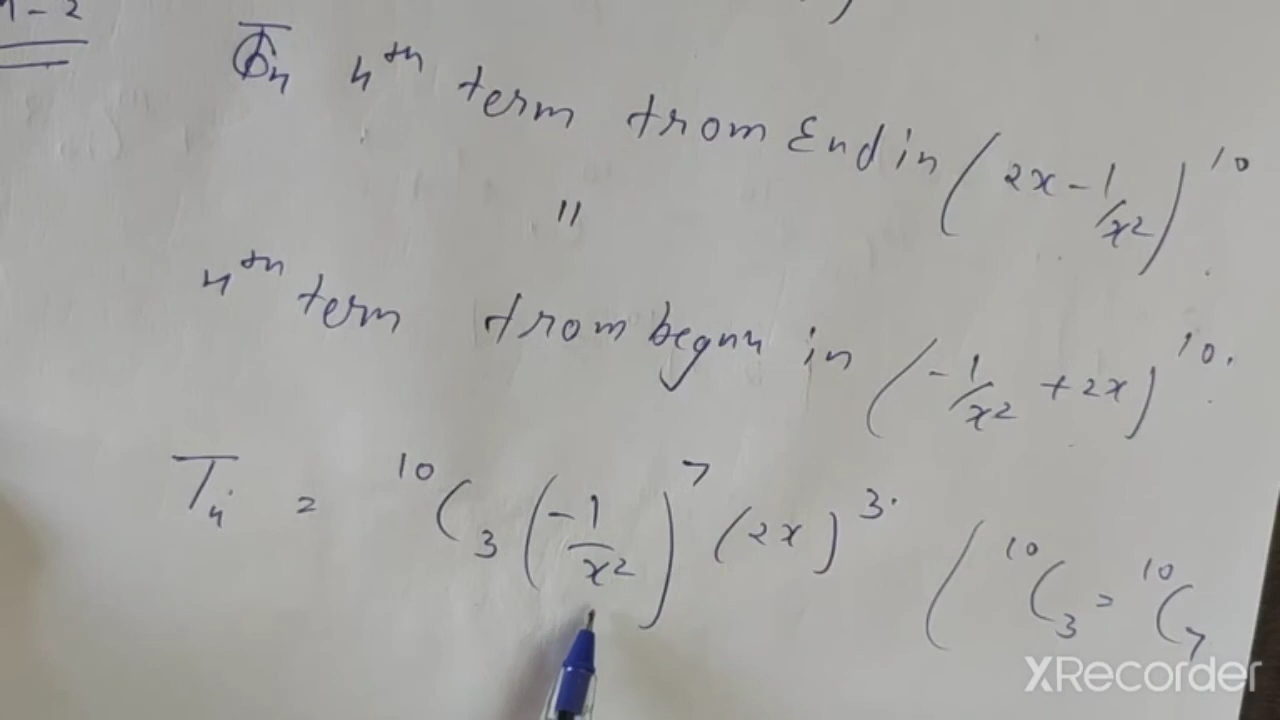 4th term from End in (2x - 1/x²)^10
"
4th term from begnn in (-1/x² + 2x)^10.
T₄ = ¹⁰C₃ (-1/x²)^7 (2x)^3. (¹⁰C₃ = ¹⁰C₇
XRecorder